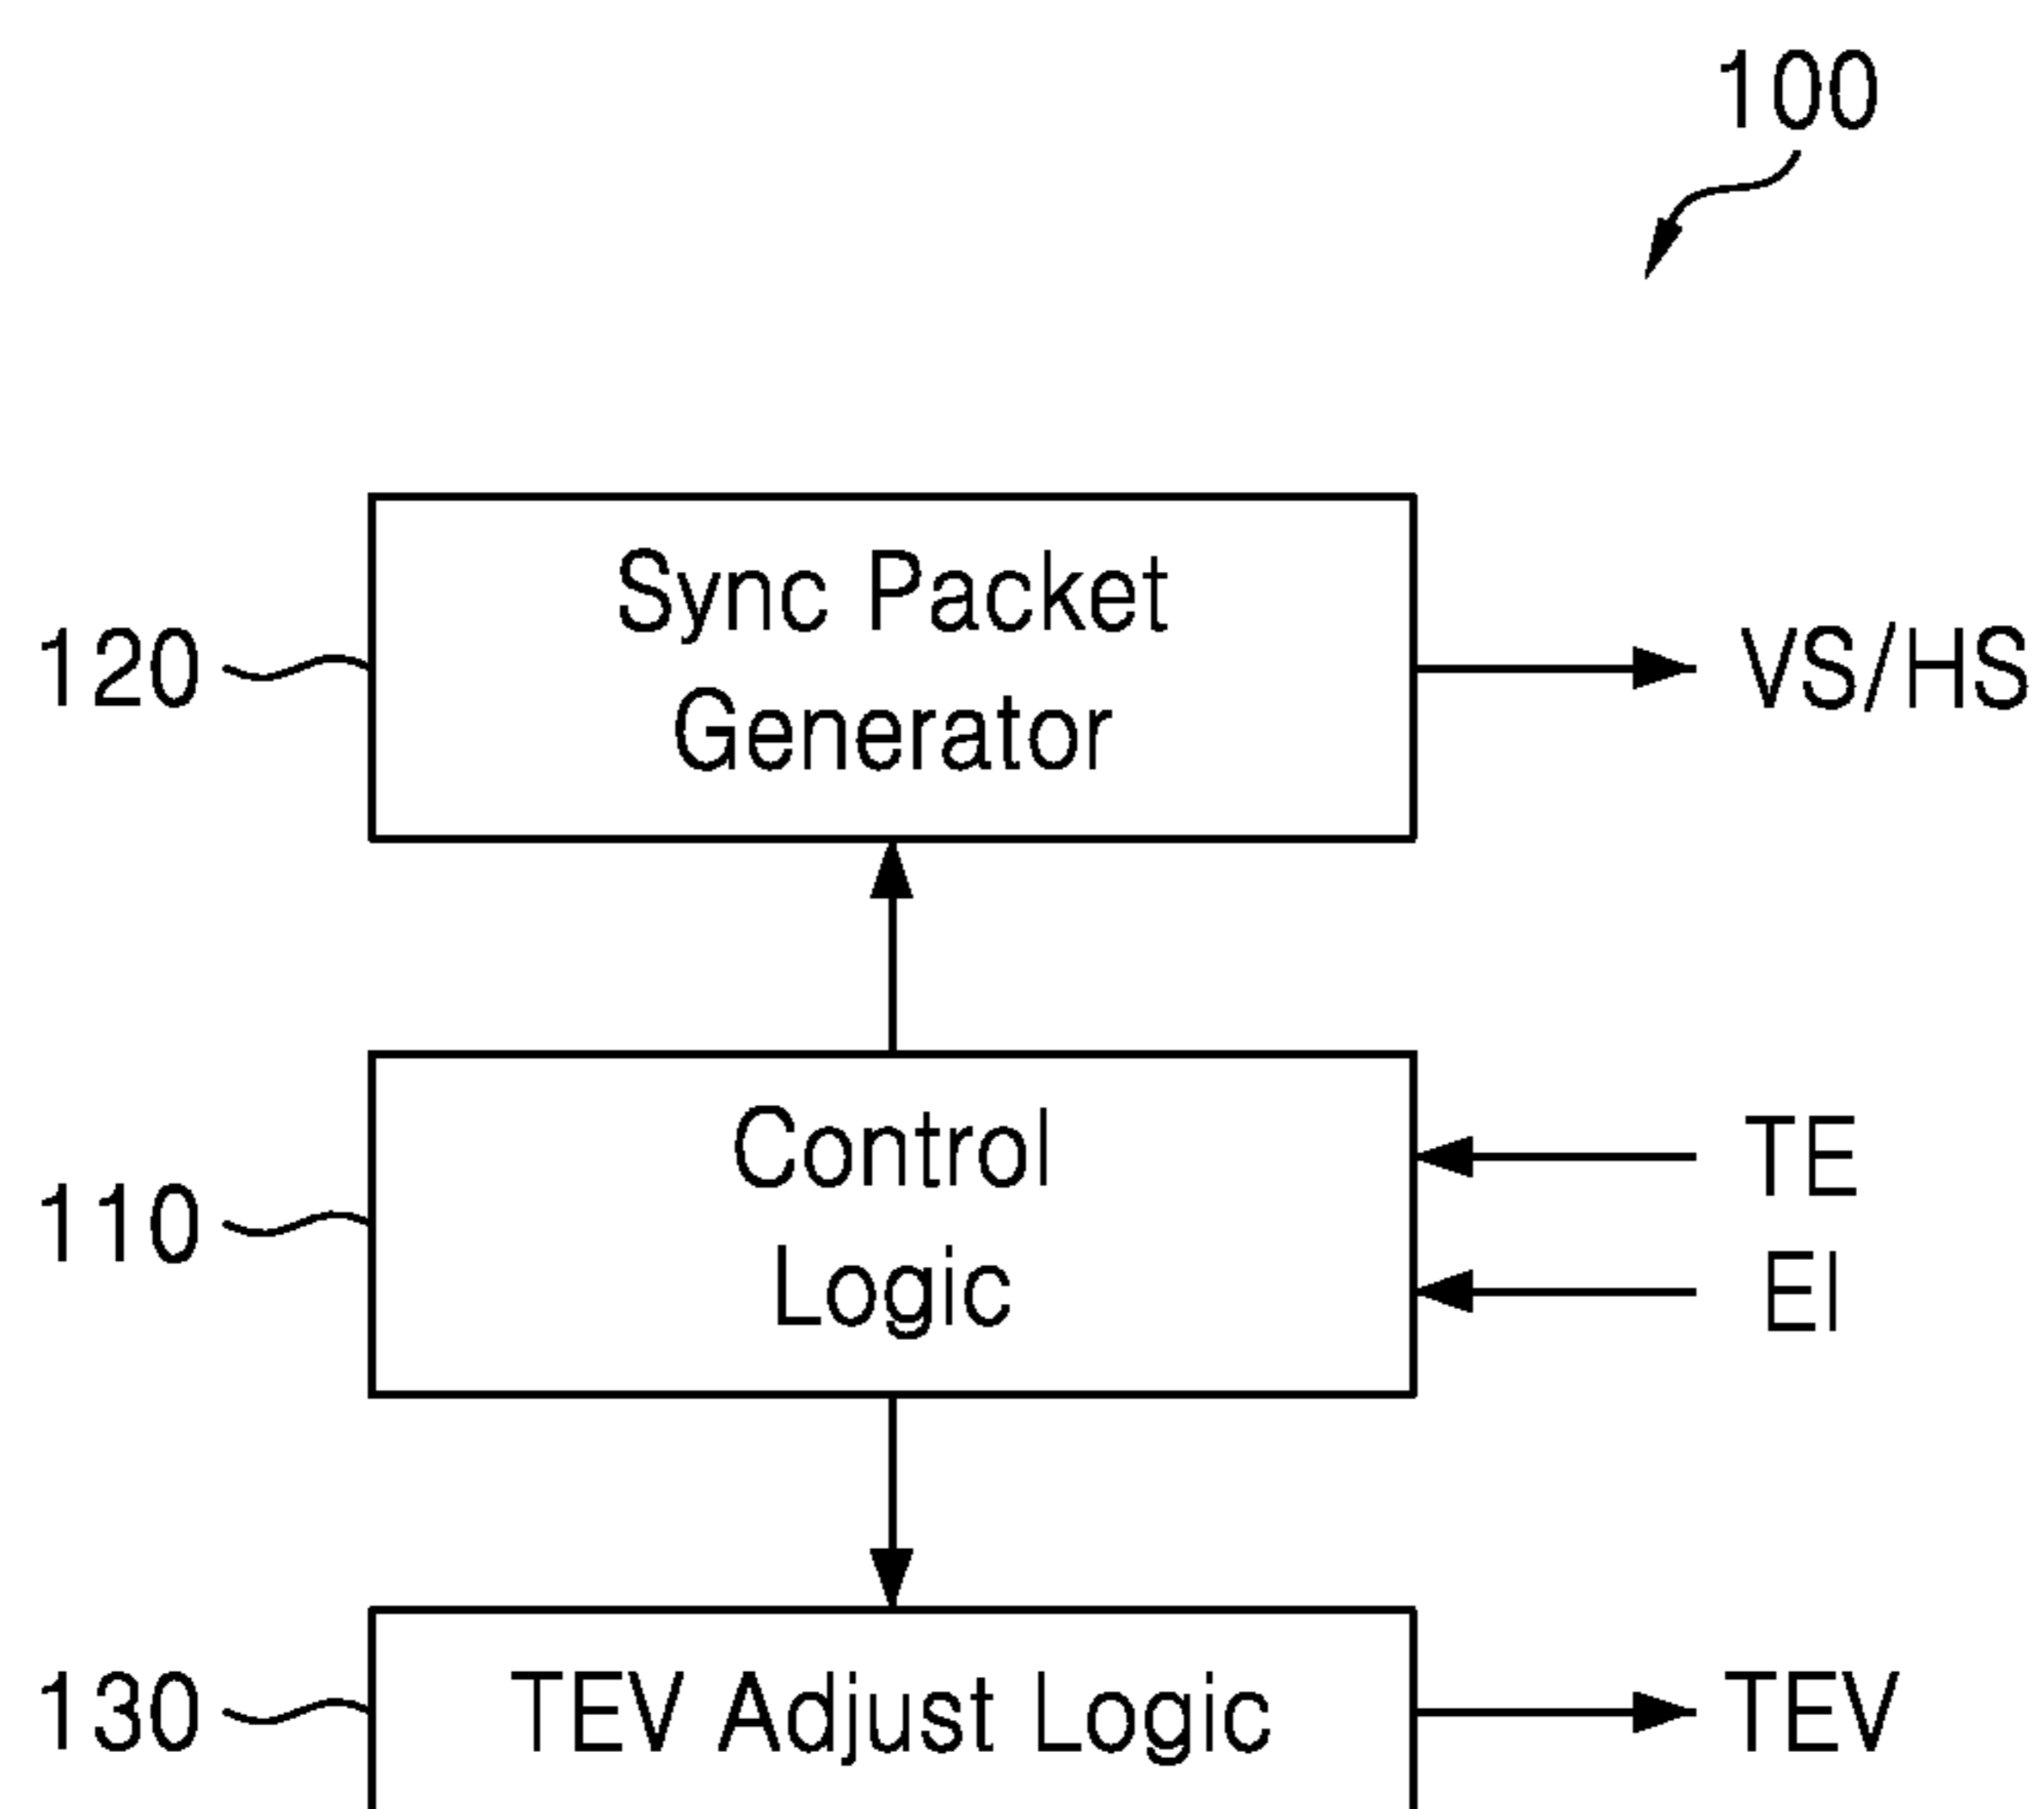 100
Sync Packet
Generator
120
VS/HS
Control
Logic
110
TE
EI
130
TEV Adjust Logic
TEV